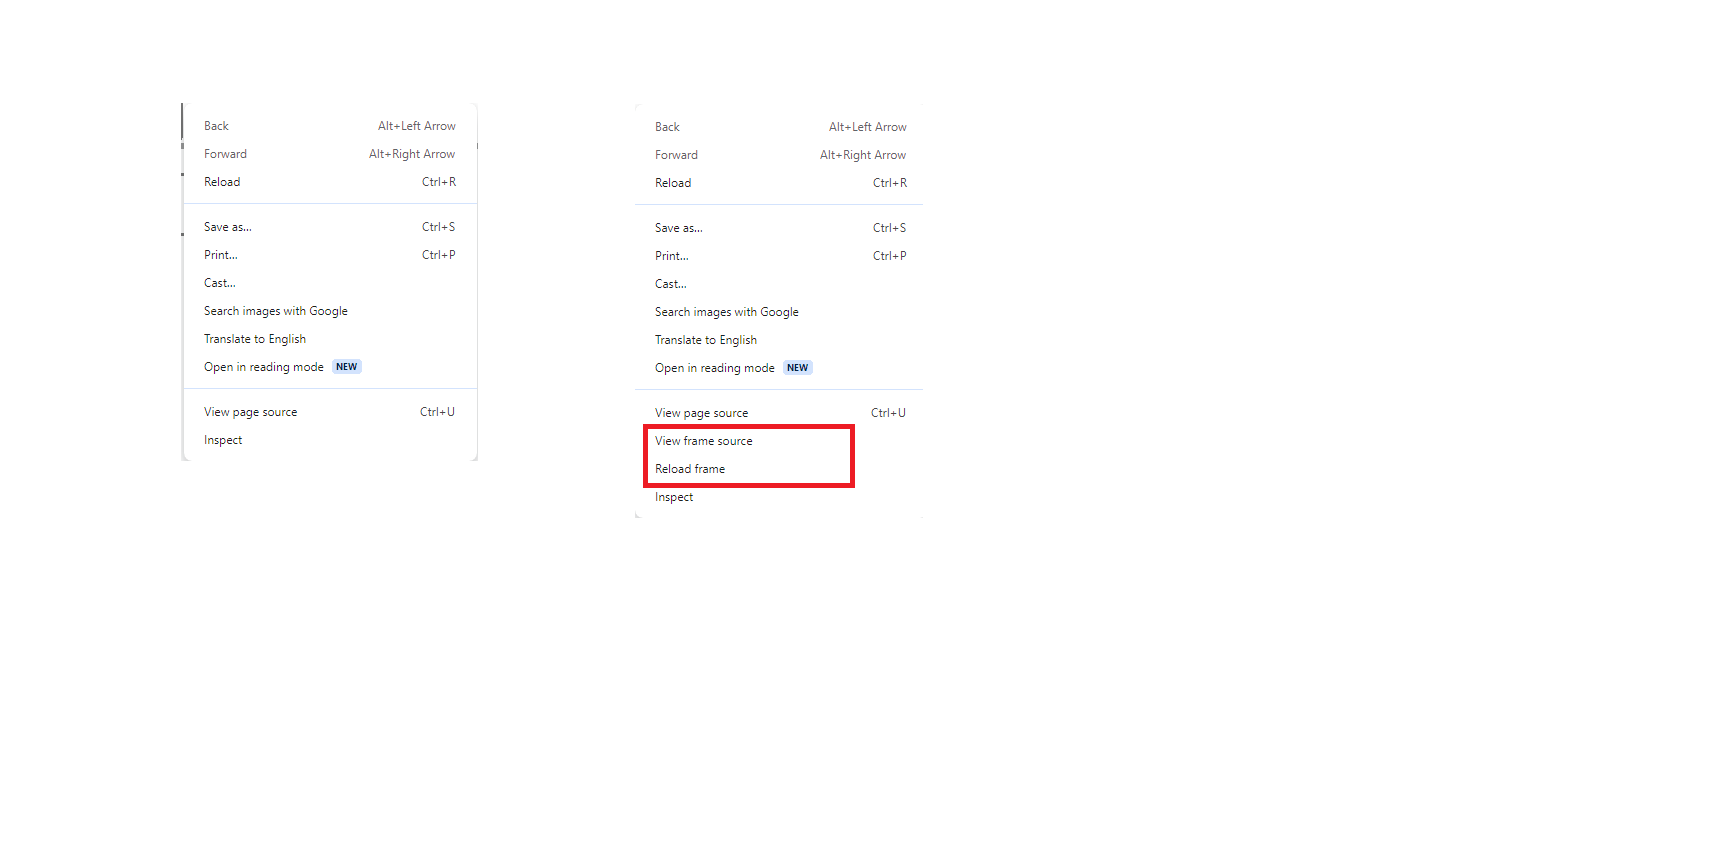 Back Alt+Left Arrow
Forward Alt+Right Arrow
Reload Ctrl+R
Save as... Ctrl+S
Print... Ctrl+P
Cast...
Search images with Google
Translate to English
Open in reading mode NEW
View page source Ctrl+U
Inspect
Back Alt+Left Arrow
Forward Alt+Right Arrow
Reload Ctrl+R
Save as... Ctrl+S
Print... Ctrl+P
Cast...
Search images with Google
Translate to English
Open in reading mode NEW
View page source Ctrl+U
View frame source
Reload frame
Inspect